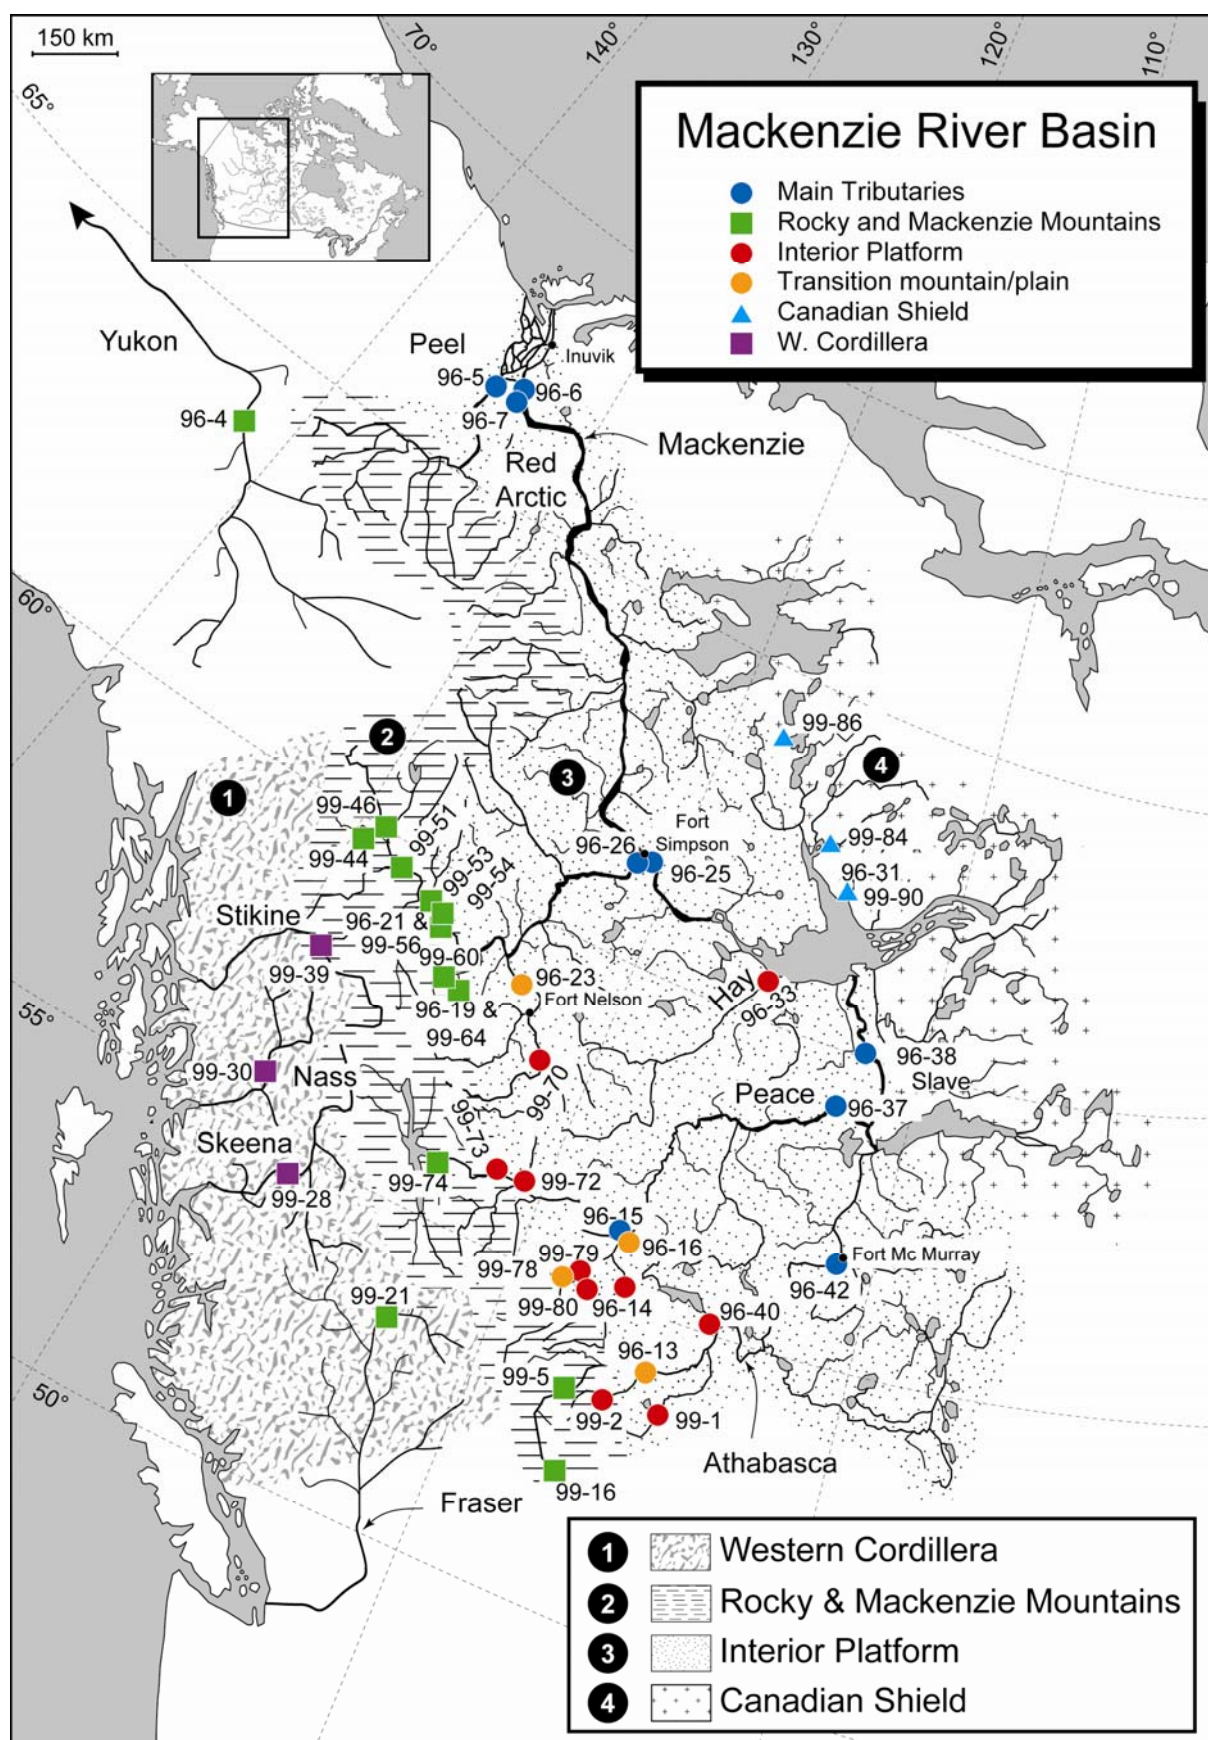 150 km
70°
140°
130°
120°
110°
65°
Mackenzie River Basin
Main Tributaries
Rocky and Mackenzie Mountains
Interior Platform
Transition mountain/plain
Canadian Shield
W. Cordillera
Yukon
Peel
Inuvik
96-5
96-6
96-4
96-7
Mackenzie
Red
Arctic
60°
99-86
2
3
4
1
99-46
99-51
Fort
Simpson
99-44
99-53
96-26
99-84
99-54
96-25
96-31
99-90
Stikine
96-21 &
99-56
99-60
99-39
96-23
Hay
96-33
Fort Nelson
96-19 &
99-64
55°
96-38
Slave
99-30
Nass
99-70
Peace
96-37
99-73
Skeena
99-74
99-72
99-28
96-15
96-16
Fort Mc Murray
99-79
99-78
96-42
99-21
99-80
96-14
96-40
96-13
99-5
50°
99-2
99-1
Athabasca
99-16
Fraser
1 Western Cordillera
2 Rocky & Mackenzie Mountains
3 Interior Platform
4 Canadian Shield